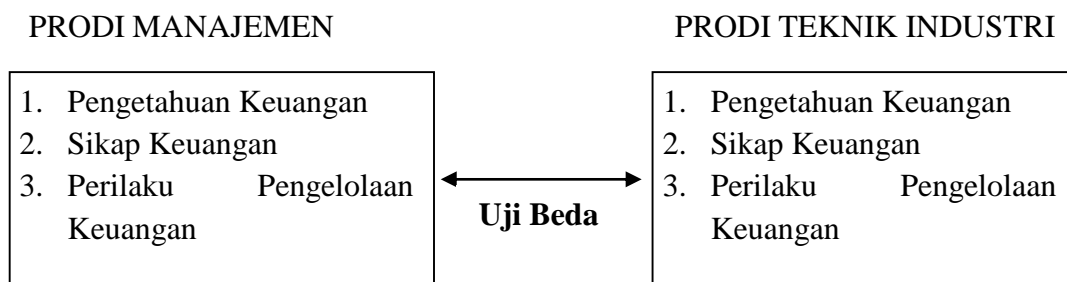 PRODI MANAJEMEN
PRODI TEKNIK INDUSTRI
1. Pengetahuan Keuangan
2. Sikap Keuangan
3. Perilaku Pengelolaan
Keuangan
Uji Beda
1. Pengetahuan Keuangan
2. Sikap Keuangan
3. Perilaku Pengelolaan
Keuangan